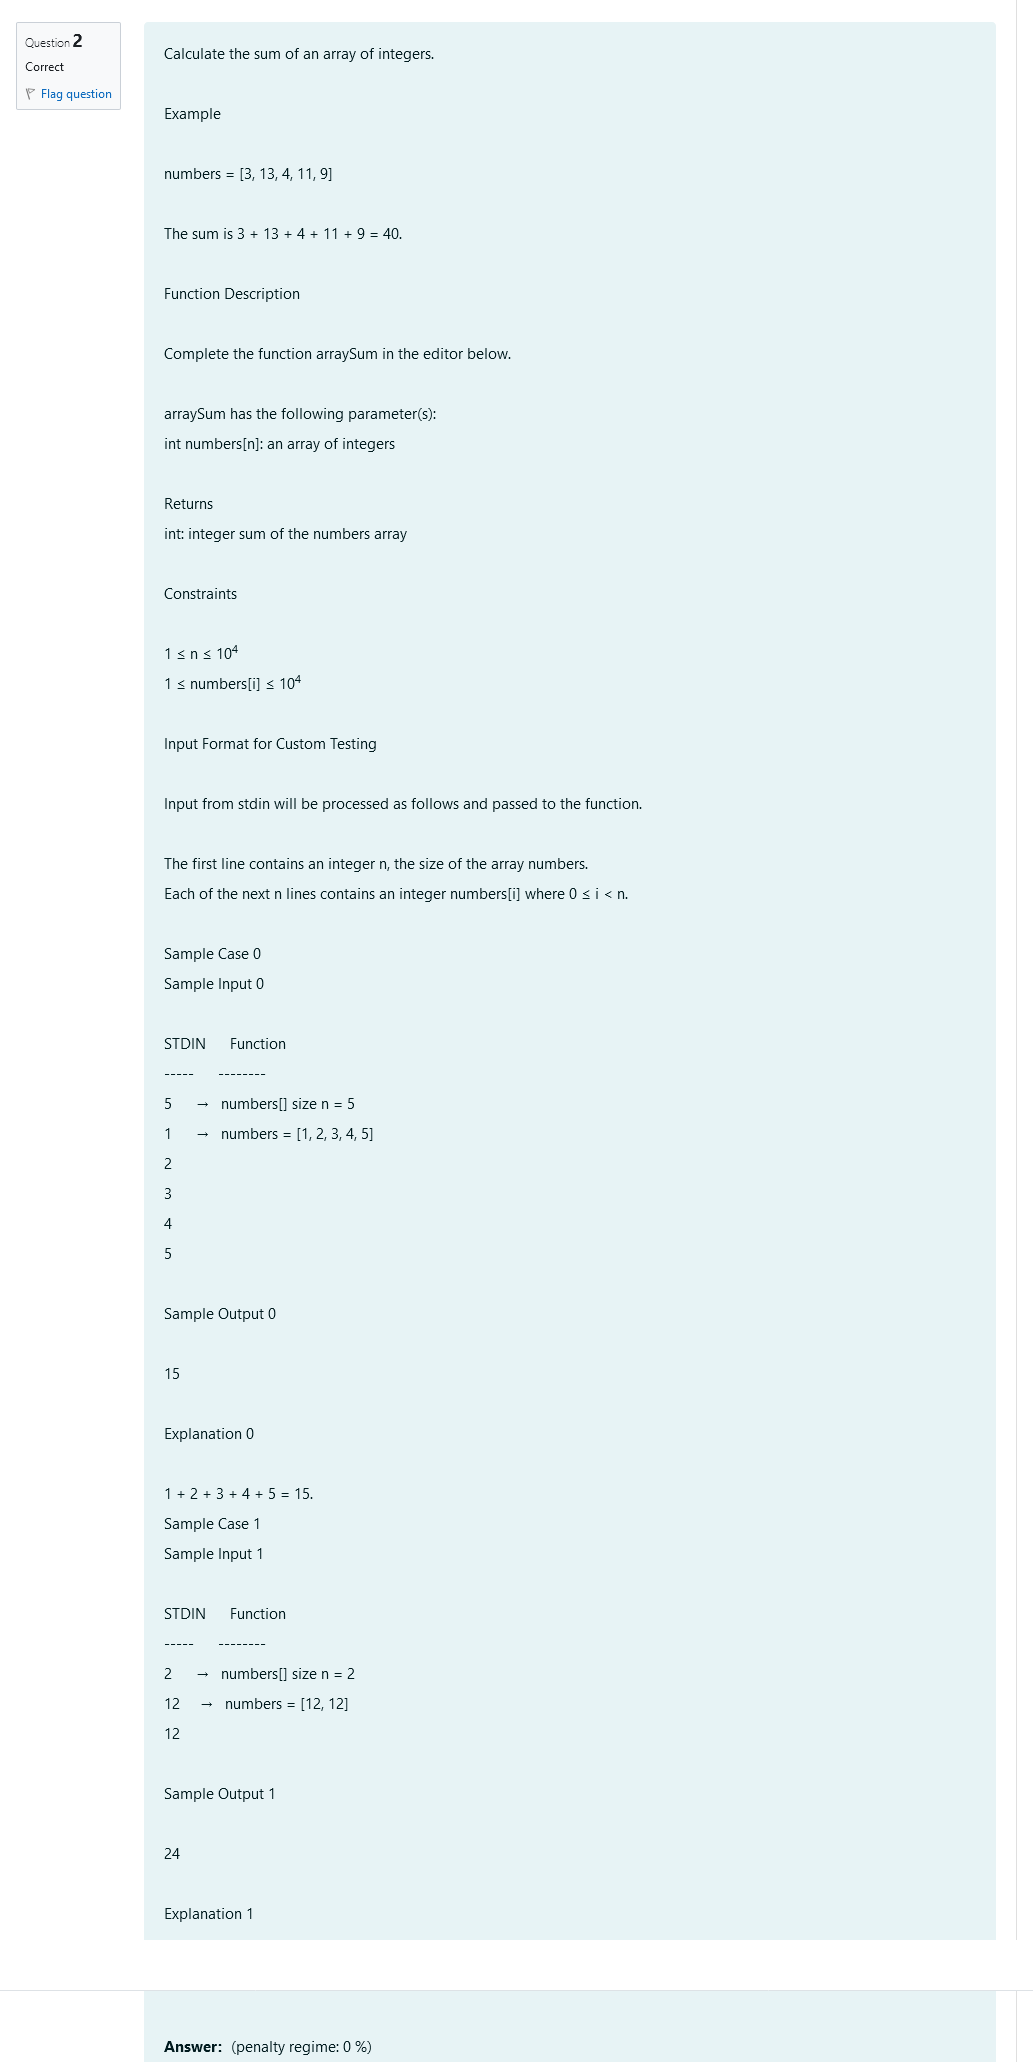 Question 2
Correct
Flag question
Calculate the sum of an array of integers.
Example
numbers = [3, 13, 4, 11, 9]
The sum is 3 + 13 + 4 + 11 + 9 = 40.
Function Description
Complete the function arraySum in the editor below.
arraySum has the following parameter(s):
int numbers[n]: an array of integers
Returns
int: integer sum of the numbers array
Constraints
1 ≤ n ≤ 10⁴
1 ≤ numbers[i] ≤ 10⁴
Input Format for Custom Testing
Input from stdin will be processed as follows and passed to the function.
The first line contains an integer n, the size of the array numbers.
Each of the next n lines contains an integer numbers[i] where 0 ≤ i < n.
Sample Case 0
Sample Input 0
STDIN Function
----- --------
5 → numbers[] size n = 5
1 → numbers = [1, 2, 3, 4, 5]
2
3
4
5
Sample Output 0
15
Explanation 0
1 + 2 + 3 + 4 + 5 = 15.
Sample Case 1
Sample Input 1
STDIN Function
----- --------
2 → numbers[] size n = 2
12 → numbers = [12, 12]
12
Sample Output 1
24
Explanation 1
Answer: (penalty regime: 0 %)